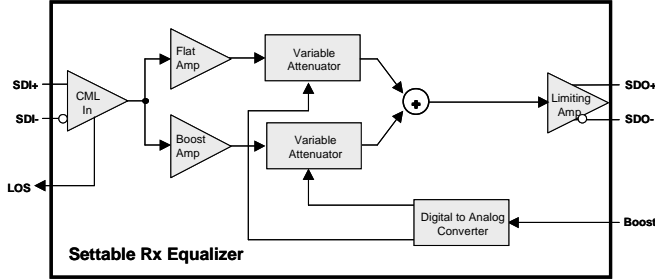 Flat
Amp
Variable
Attenuator
SDI+
CML
In
SDI-
SDO+
Limiting
Amp
SDO-
+
Boost
Amp
Variable
Attenuator
LOS
Digital to Analog
Converter
Boost
Settable Rx Equalizer